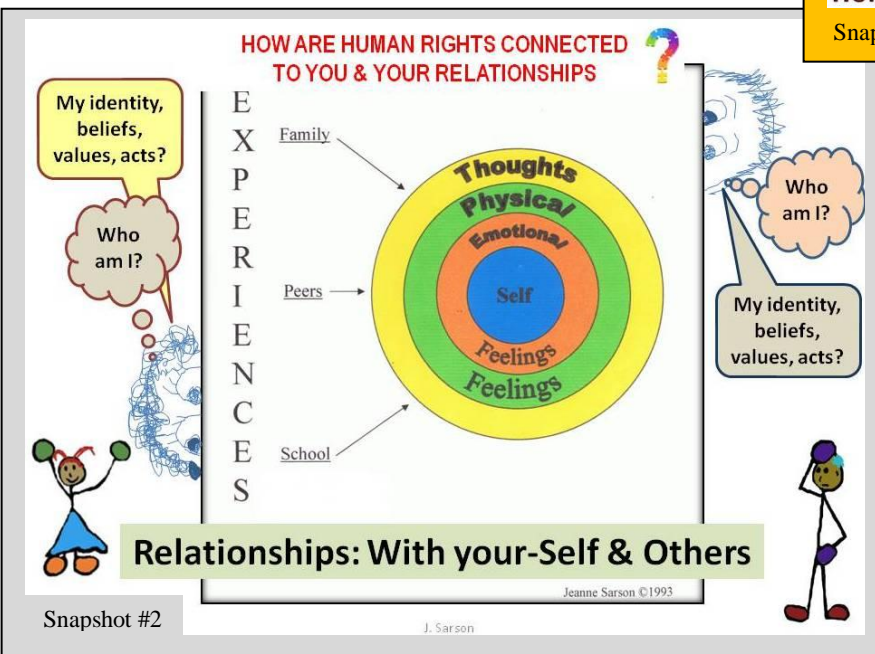 Snap
HOW ARE HUMAN RIGHTS CONNECTED
TO YOU & YOUR RELATIONSHIPS
?
My identity,
beliefs,
values, acts?
Who
am I?
E
X
P
E
R
I
E
N
C
E
S
Family
Peers
School
Thoughts
Physical
Emotional
Self
Feelings
Feelings
Who
am I?
My identity,
beliefs,
values, acts?
Relationships: With your-Self & Others
Jeanne Sarson ©1993
Snapshot #2
J. Sarson